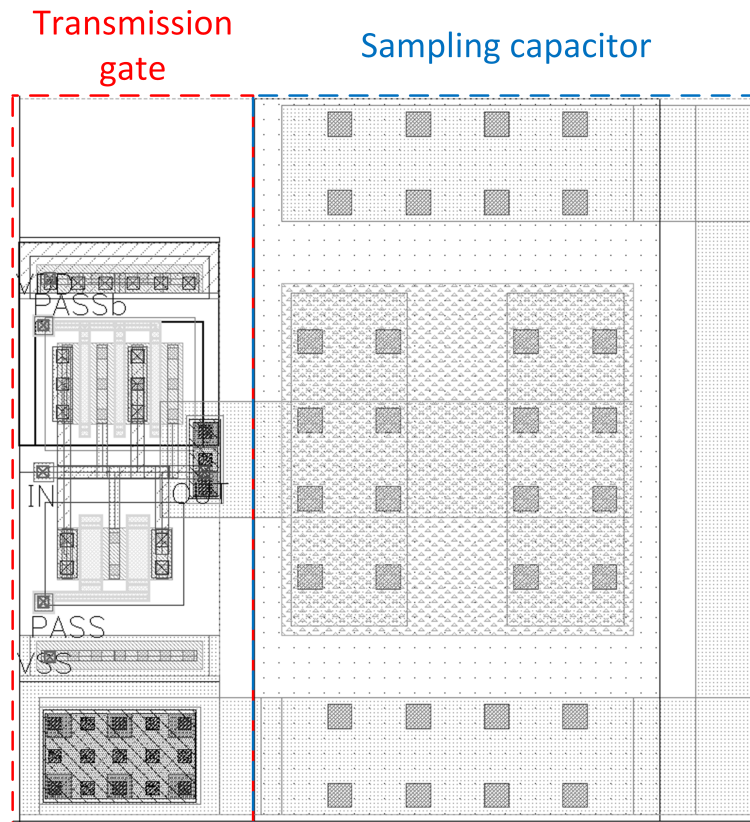 Transmission
gate
Sampling capacitor
VDD
PASSb
IN
OUT
PASS
VSS